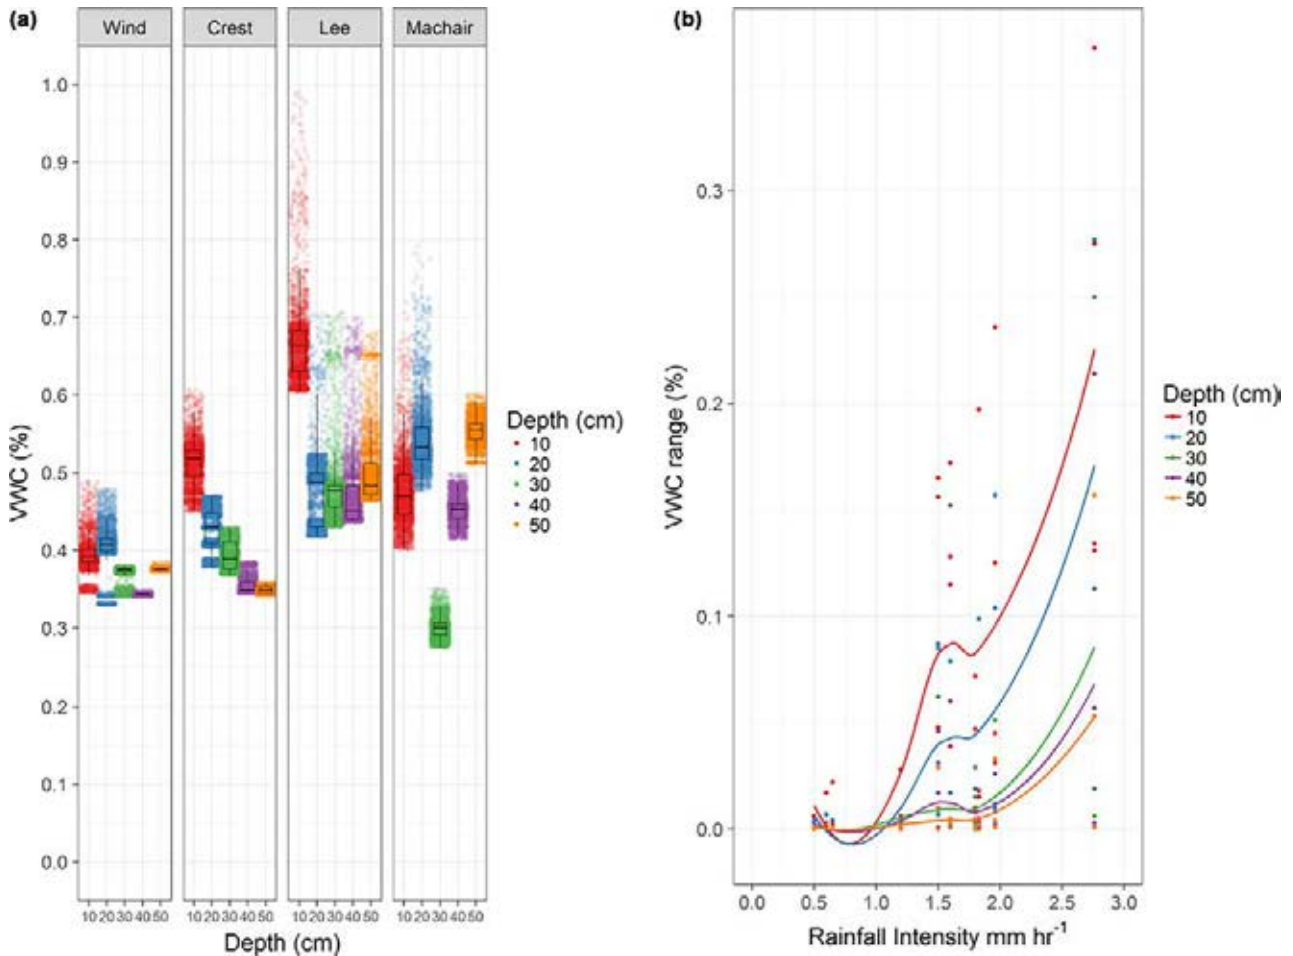 (a)
Wind Crest Lee Machair
1.0
0.9
0.8
0.7
0.6
0.5
0.4
0.3
0.2
0.1
0.0
VWC (%)
10 20 30 40 50 10 20 30 40 50 10 20 30 40 50 10 20 30 40 50
Depth (cm)
Depth (cm)
10
20
30
40
50
(b)
0.3
0.2
0.1
0.0
VWC range (%)
0.0 0.5 1.0 1.5 2.0 2.5 3.0
Rainfall Intensity mm hr⁻¹
Depth (cm)
10
20
30
40
50